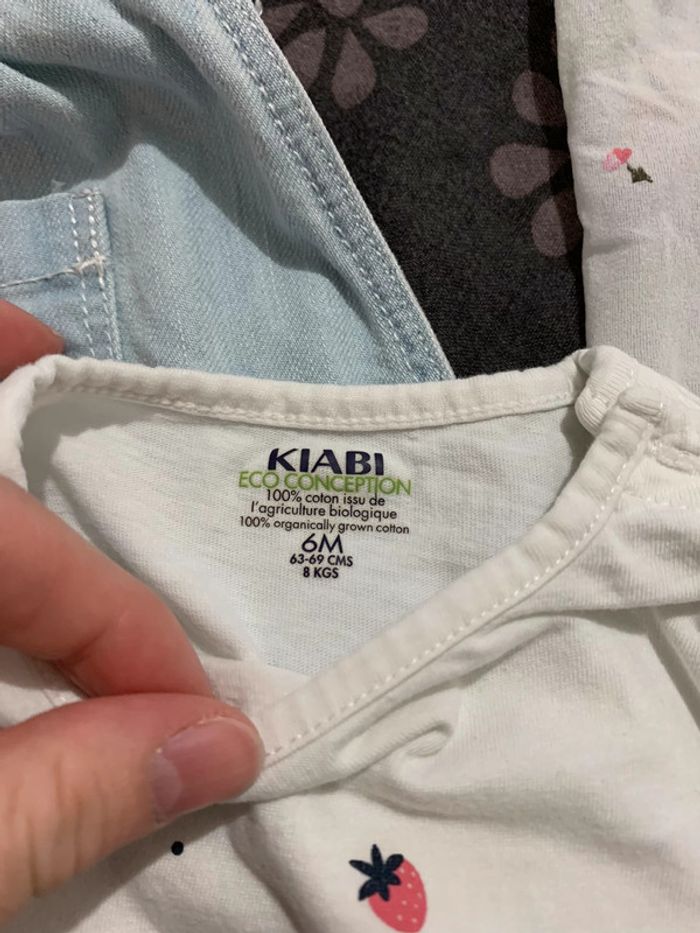 KIABI
ECO CONCEPTION
100% coton issu de
l'agriculture biologique
100% organically grown cotton
6M
63-69 CMS
8 KGS